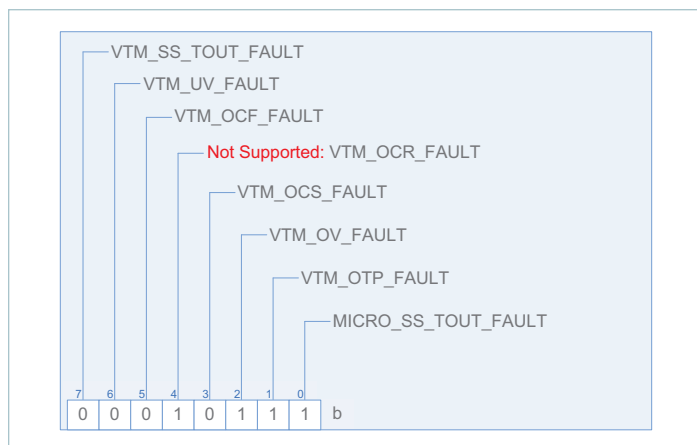 VTM_SS_TOUT_FAULT
VTM_UV_FAULT
VTM_OCF_FAULT
Not Supported: VTM_OCR_FAULT
VTM_OCS_FAULT
VTM_OV_FAULT
VTM_OTP_FAULT
MICRO_SS_TOUT_FAULT
7 6 5 4 3 2 1 0
0 0 0 1 0 1 1 1 b